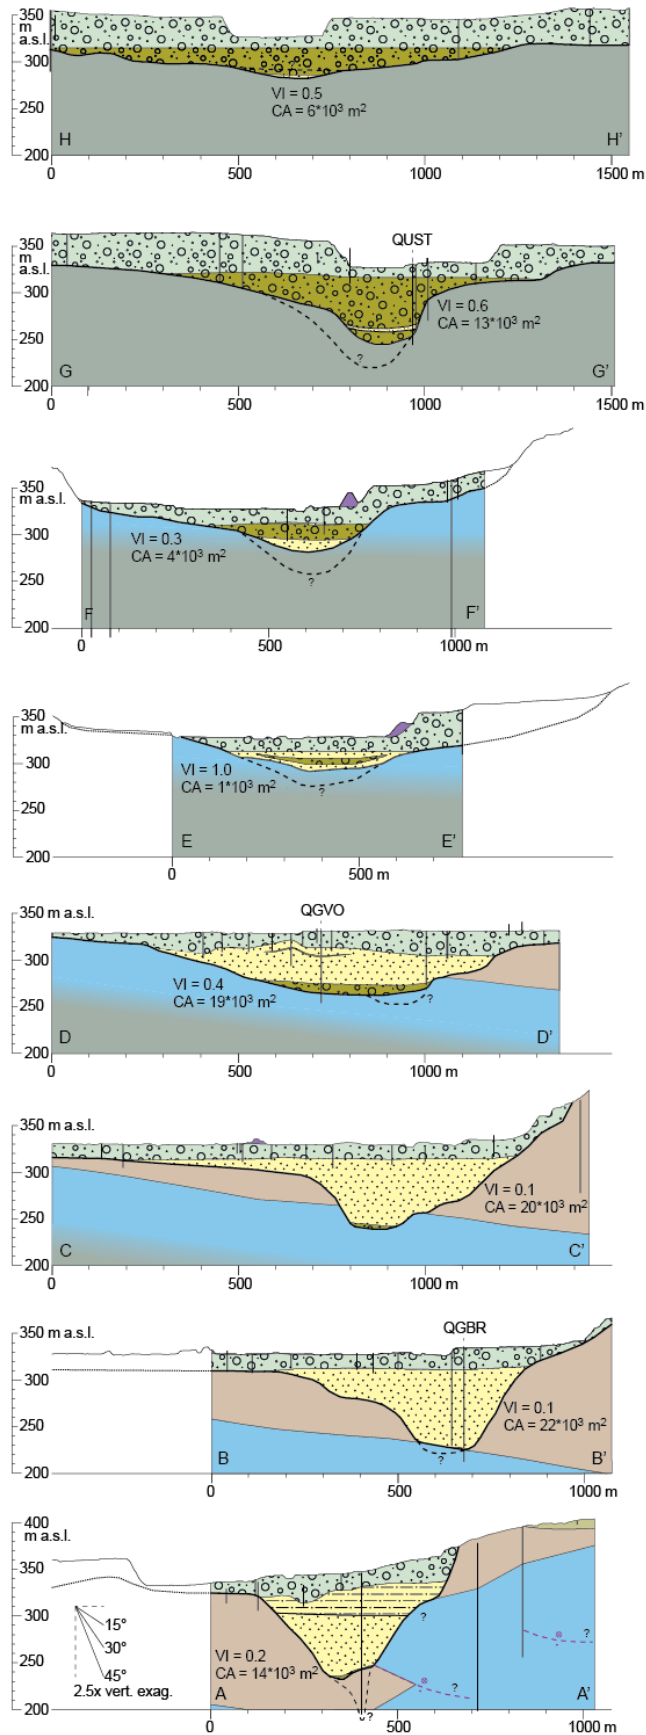 350
m
a.s.l.
300
250
200
VI = 0.5
CA = 6*10³ m²
H
H'
0
500
1000
1500 m
QUST
350
m
a.s.l.
300
250
200
VI = 0.6
CA = 13*10³ m²
?
G
G'
0
500
1000
1500 m
350
m a.s.l.
300
250
200
VI = 0.3
CA = 4*10³ m²
?
F
F'
0
500
1000 m
350
m a.s.l.
300
250
200
VI = 1.0
CA = 1*10³ m²
?
E
E'
0
500 m
QGVO
350 m a.s.l.
300
250
200
VI = 0.4
CA = 19*10³ m²
?
D
D'
0
500
1000 m
350 m a.s.l.
300
250
200
VI = 0.1
CA = 20*10³ m²
C
C'
0
500
1000 m
QGBR
350 m a.s.l.
300
250
200
VI = 0.1
CA = 22*10³ m²
?
B
B'
0
500
1000 m
400
m a.s.l.
350
300
250
200
15°
30°
45°
2.5x vert. exag.
VI = 0.2
CA = 14*10³ m²
?
?
?
?
A
A'
0
500
1000 m